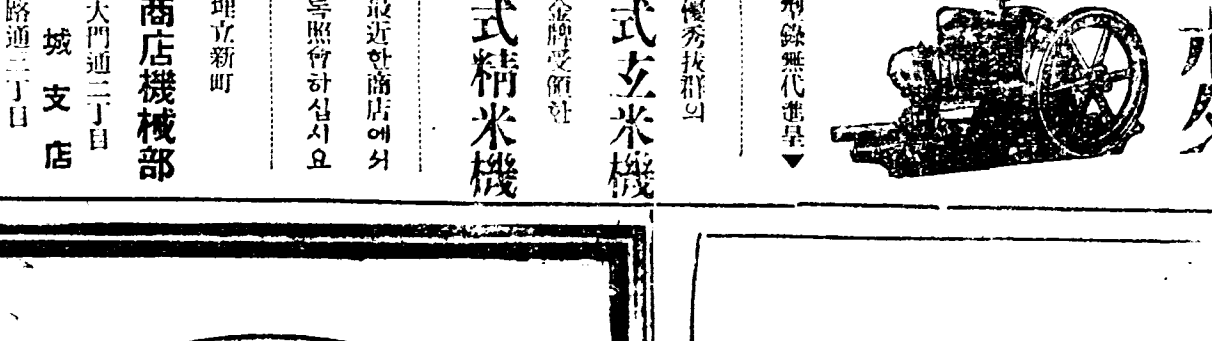 型錄無代進呈▼
優秀拔群의
式玄米機
金牌受領한
式精米機
最近한商店에서
照會하십시요
埋立新町
商店機械部
大門通二丁目
城支店
路通二丁目